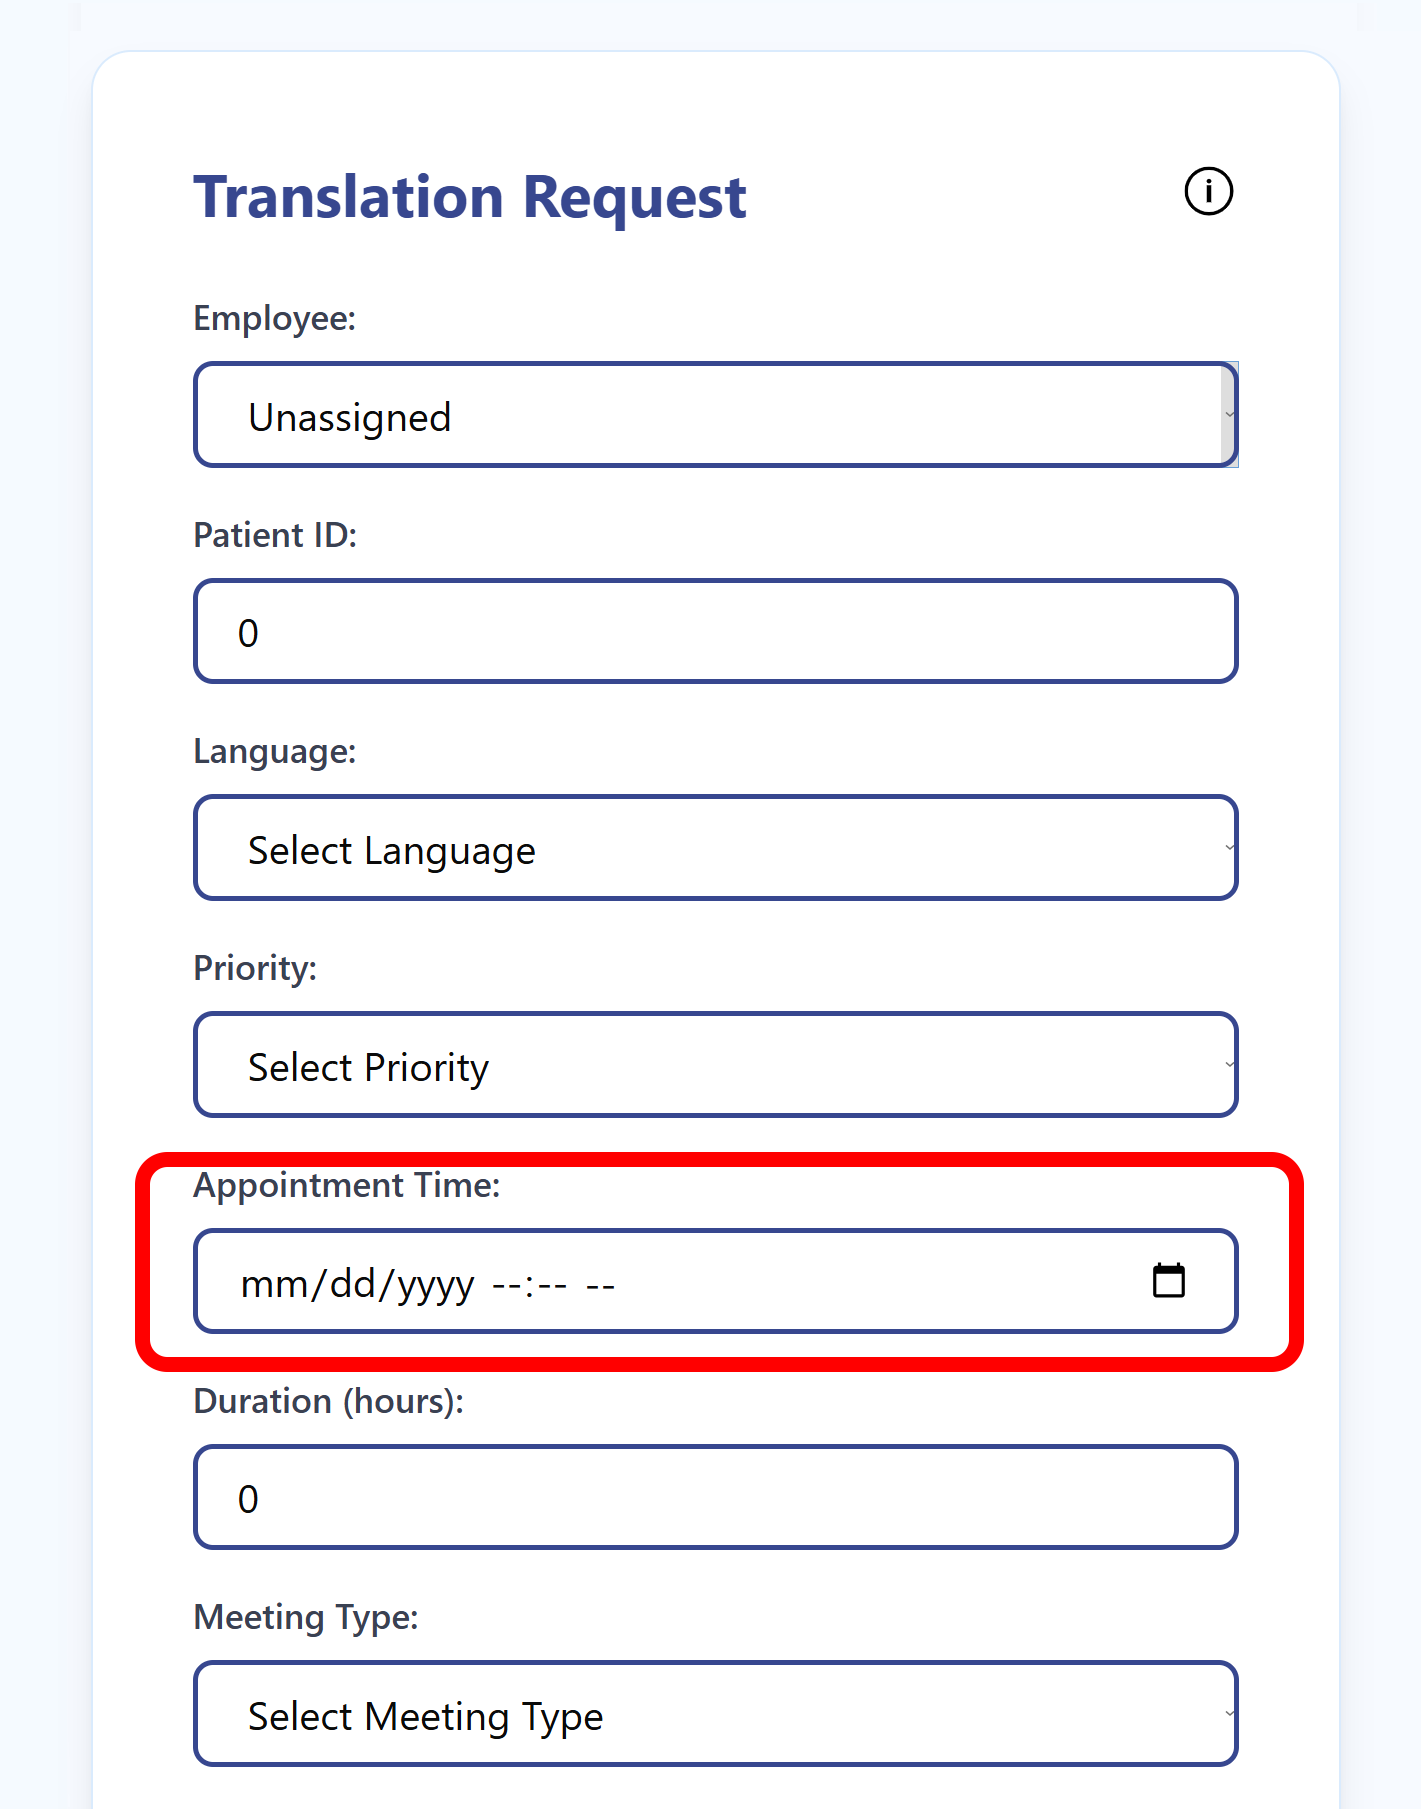 Translation Request
Employee:
Unassigned
Patient ID:
0
Language:
Select Language
Priority:
Select Priority
Appointment Time:
mm/dd/yyyy --:-- --
Duration (hours):
0
Meeting Type:
Select Meeting Type